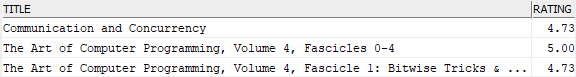 TITLE RATING
Communication and Concurrency 4.73
The Art of Computer Programming, Volume 4, Fascicles 0-4 5.00
The Art of Computer Programming, Volume 4, Fascicle 1: Bitwise Tricks & ... 4.73